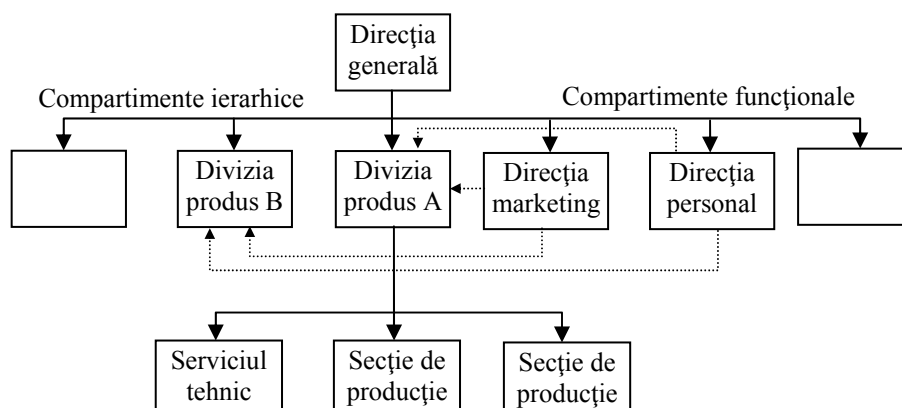 Direcţia
generală
Compartimente ierarhice
Compartimente funcţionale
Divizia
produs B
Divizia
produs A
Direcţia
marketing
Direcţia
personal
Serviciul
tehnic
Secţie de
producţie
Secţie de
producţie